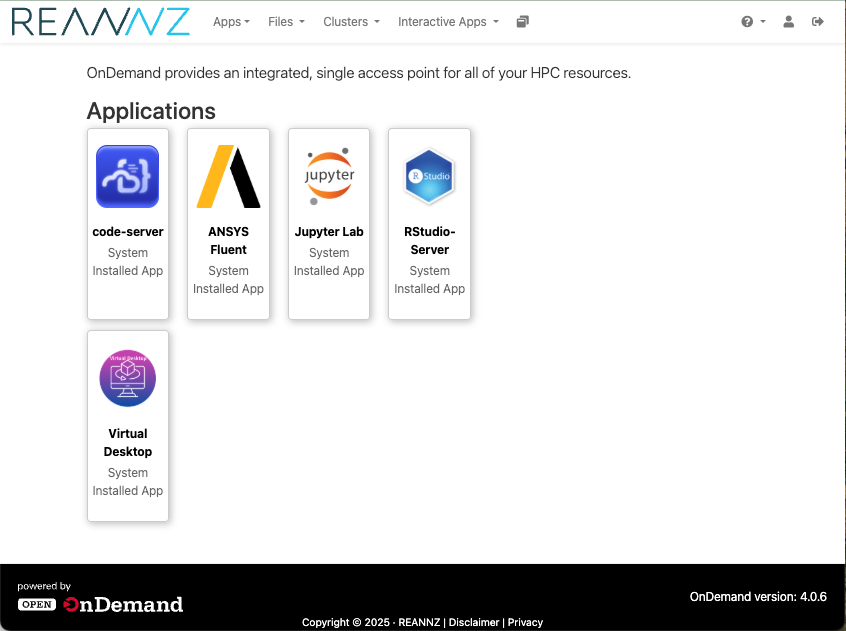 REANNZ
Apps
Files
Clusters
Interactive Apps
OnDemand provides an integrated, single access point for all of your HPC resources.
Applications
jupyter
R Studio
code-server
System
Installed App
ANSYS
Fluent
System
Installed App
Jupyter Lab
System
Installed App
RStudio-
Server
System
Installed App
Virtual Desktop
Virtual
Desktop
System
Installed App
powered by
OPEN OnDemand
OnDemand version: 4.0.6
Copyright © 2025 · REANNZ | Disclaimer | Privacy